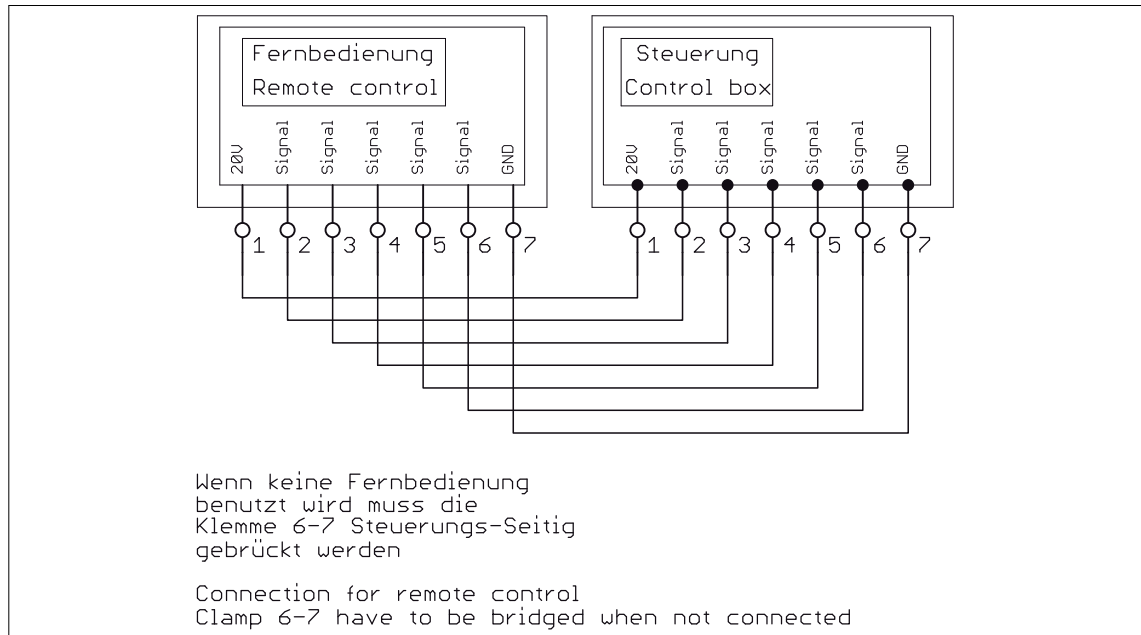 Fernbedienung
Remote control
20V
Signal
Signal
Signal
Signal
Signal
GND
1
2
3
4
5
6
7
Steuerung
Control box
20V
Signal
Signal
Signal
Signal
Signal
GND
1
2
3
4
5
6
7
Wenn keine Fernbedienung
benutzt wird muss die
Klemme 6-7 Steuerungs-Seitig
gebrückt werden
Connection for remote control
Clamp 6-7 have to be bridged when not connected